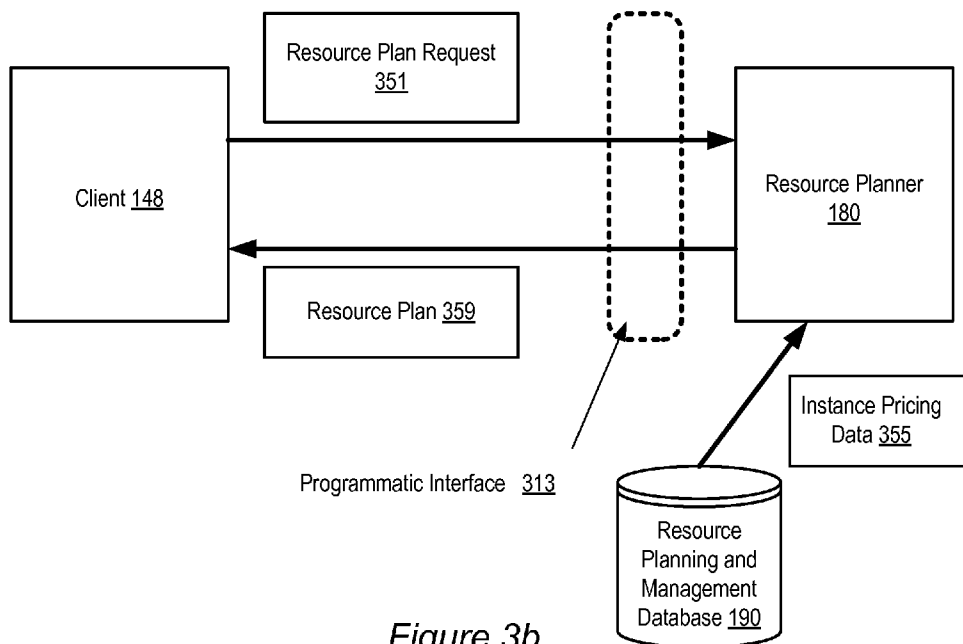 Resource Plan Request
351
Client 148
Resource Planner
180
Resource Plan 359
Instance Pricing
Data 355
Programmatic Interface 313
Resource
Planning and
Management
Database 190
Figure 3b